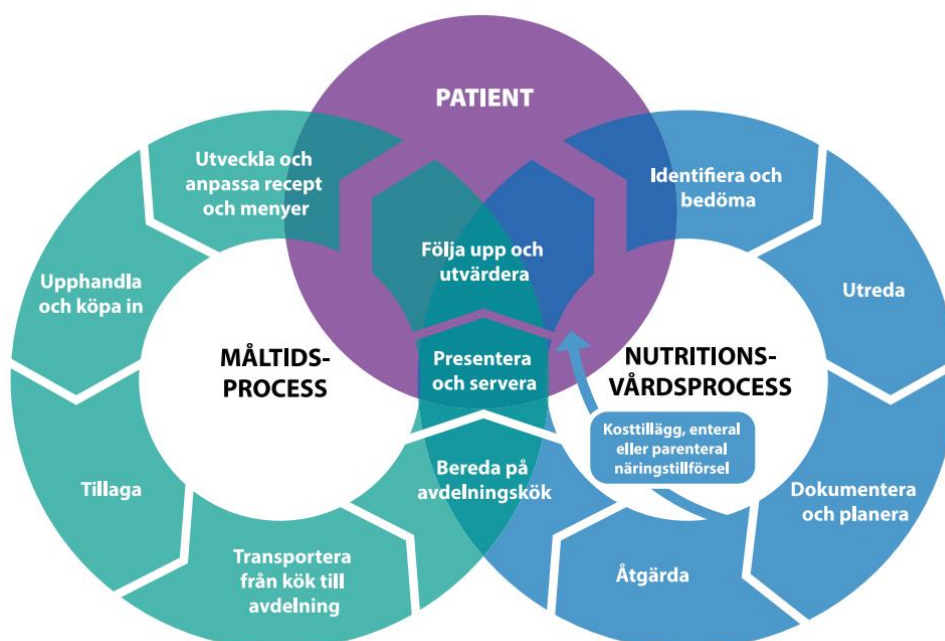 PATIENT
Utveckla och
anpassa recept
och menyer
Identifiera och
bedöma
Följa upp och
utvärdera
Upphandla
och köpa in
Utreda
MÅLTIDS-
PROCESS
Presentera
och servera
NUTRITIONS-
VÅRDSPROCESS
Kosttillägg, enteral
eller parenteral
näringstillförsel
Tillaga
Bereda på
avdelningskök
Dokumentera
och planera
Transportera
från kök till
avdelning
Åtgärda